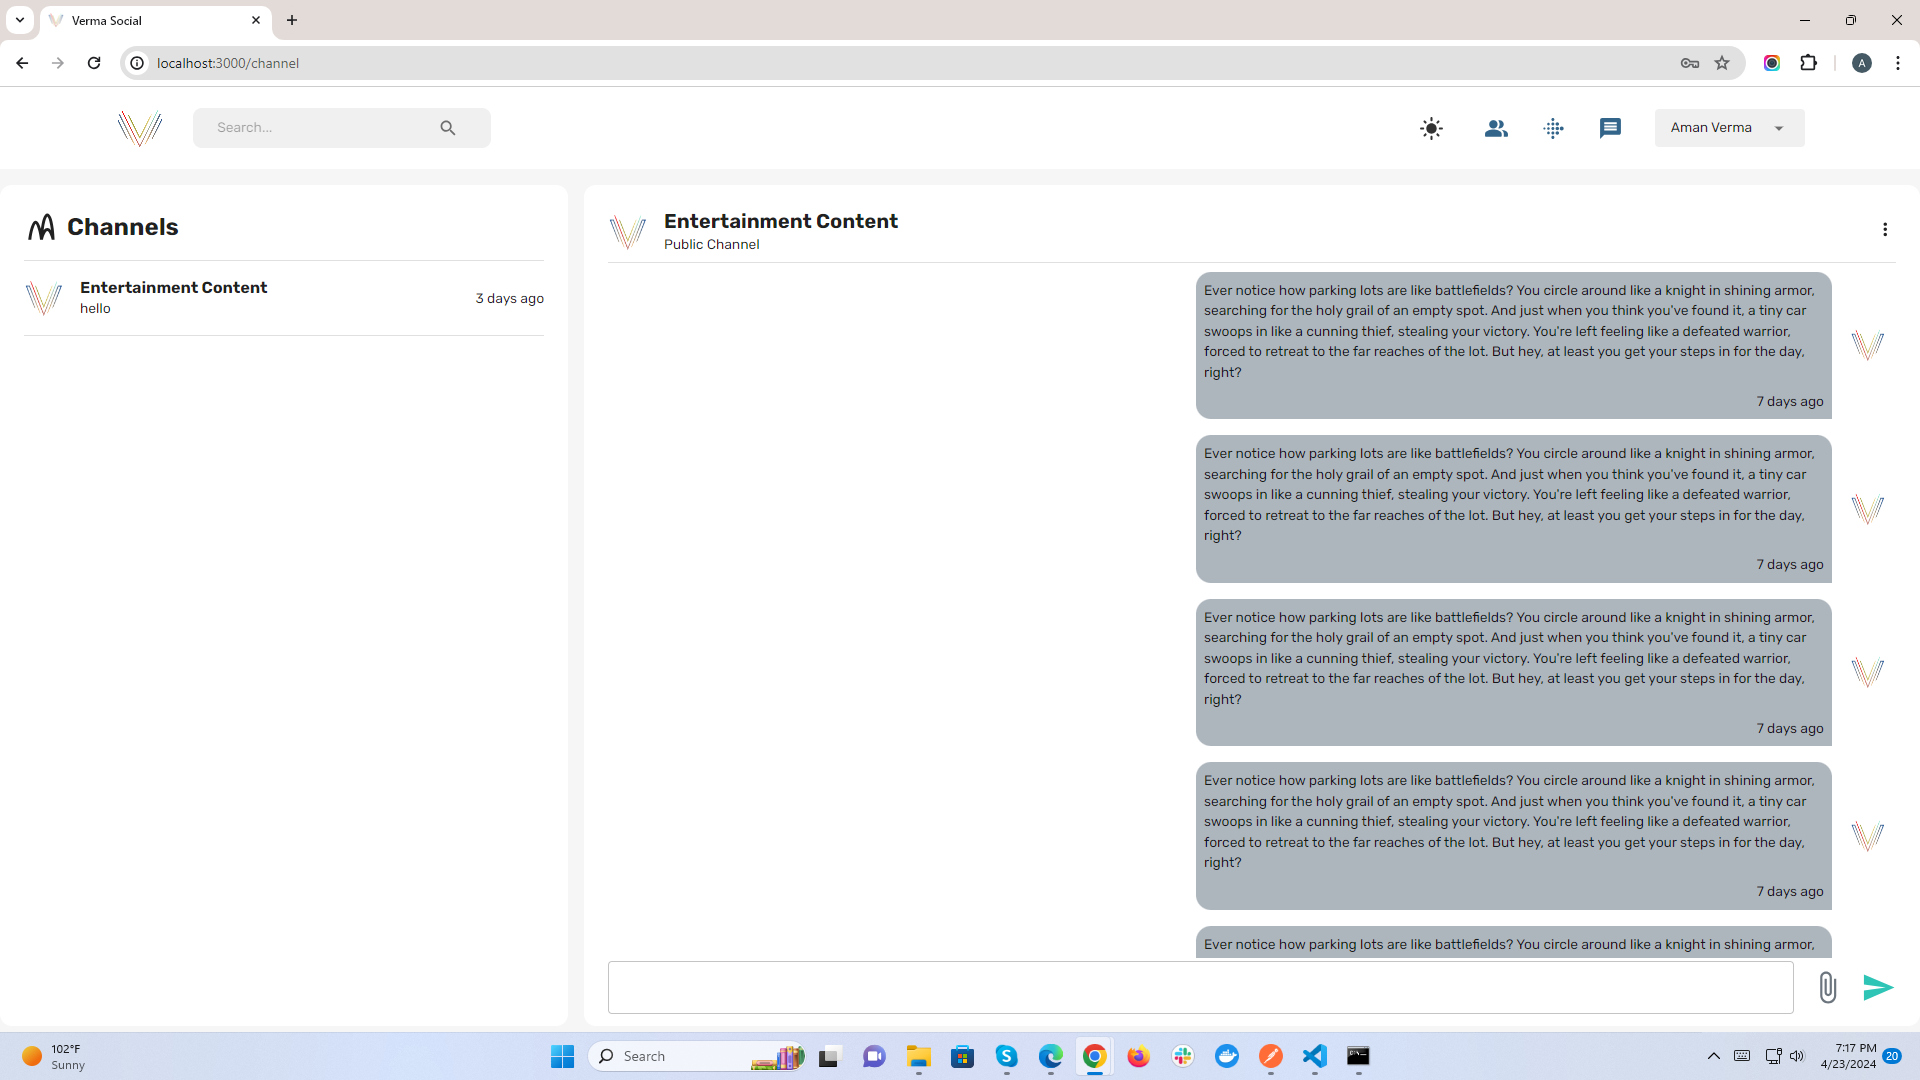 Verma Social
localhost:3000/channel
A
Search...
Aman Verma
Channels
Entertainment Content
hello
3 days ago
Entertainment Content
Public Channel
Ever notice how parking lots are like battlefields? You circle around like a knight in shining armor,
searching for the holy grail of an empty spot. And just when you think you've found it, a tiny car
swoops in like a cunning thief, stealing your victory. You're left feeling like a defeated warrior,
forced to retreat to the far reaches of the lot. But hey, at least you get your steps in for the day,
right?
7 days ago
Ever notice how parking lots are like battlefields? You circle around like a knight in shining armor,
searching for the holy grail of an empty spot. And just when you think you've found it, a tiny car
swoops in like a cunning thief, stealing your victory. You're left feeling like a defeated warrior,
forced to retreat to the far reaches of the lot. But hey, at least you get your steps in for the day,
right?
7 days ago
Ever notice how parking lots are like battlefields? You circle around like a knight in shining armor,
searching for the holy grail of an empty spot. And just when you think you've found it, a tiny car
swoops in like a cunning thief, stealing your victory. You're left feeling like a defeated warrior,
forced to retreat to the far reaches of the lot. But hey, at least you get your steps in for the day,
right?
7 days ago
Ever notice how parking lots are like battlefields? You circle around like a knight in shining armor,
searching for the holy grail of an empty spot. And just when you think you've found it, a tiny car
swoops in like a cunning thief, stealing your victory. You're left feeling like a defeated warrior,
forced to retreat to the far reaches of the lot. But hey, at least you get your steps in for the day,
right?
7 days ago
Ever notice how parking lots are like battlefields? You circle around like a knight in shining armor,
102°F
Sunny
Search
7:17 PM
4/23/2024
20